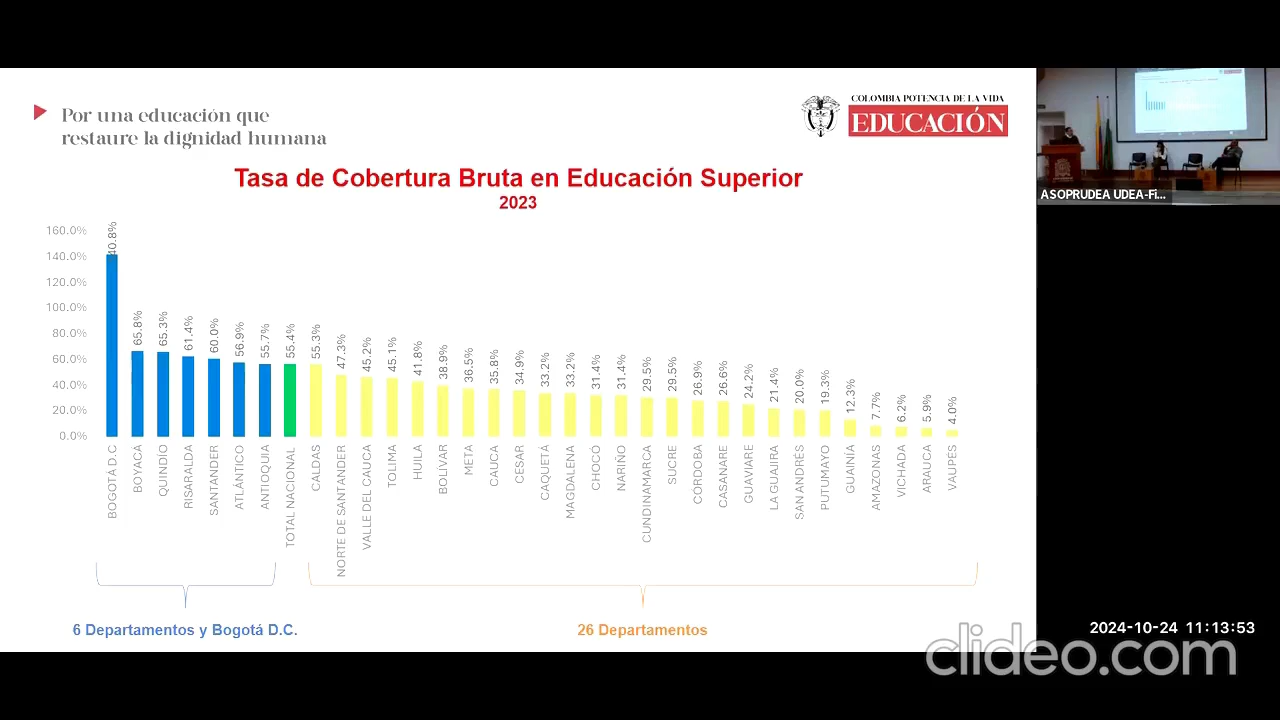 Por una educación que
restaure la dignidad humana
COLOMBIA POTENCIA DE LA VIDA
EDUCACIÓN
Tasa de Cobertura Bruta en Educación Superior
2023
160.0%
140.0%
120.0%
100.0%
80.0%
60.0%
40.0%
20.0%
0.0%
40.8%
65.8%
65.3%
61.4%
60.0%
56.9%
55.7%
55.4%
55.3%
47.3%
45.2%
45.1%
41.8%
38.9%
36.5%
35.8%
34.9%
33.2%
33.2%
31.4%
31.4%
29.5%
29.5%
26.9%
26.6%
24.2%
21.4%
20.0%
19.3%
12.3%
7.7%
6.2%
5.9%
4.0%
BOGOTÁ D.C
BOYACÁ
QUINDÍO
RISARALDA
SANTANDER
ATLÁNTICO
ANTIOQUIA
TOTAL NACIONAL
CALDAS
NORTE DE SANTANDER
VALLE DEL CAUCA
TOLIMA
HUILA
BOLÍVAR
META
CAUCA
CESAR
CAQUETÁ
MAGDALENA
CHOCÓ
NARIÑO
CUNDINAMARCA
SUCRE
CÓRDOBA
CASANARE
GUAVIARE
LA GUAJIRA
SAN ANDRÉS
PUTUMAYO
GUAINÍA
AMAZONAS
VICHADA
ARAUCA
VAUPÉS
6 Departamentos y Bogotá D.C.
26 Departamentos
ASOPRUDEA UDEA-Fi...
2024-10-24 11:13:53
clideo.com